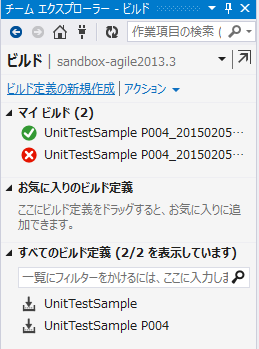 チーム エクスプローラー - ビルド
作業項目の検索 (
ビルド | sandbox-agile2013.3
ビルド定義の新規作成 | アクション
マイ ビルド (2)
UnitTestSample P004_20150205…
UnitTestSample P004_20150205…
お気に入りのビルド定義
ここにビルド定義をドラッグすると、お気に入りに追
加できます。
すべてのビルド定義 (2/2 を表示しています)
一覧にフィルターをかけるには、ここに入力しま
UnitTestSample
UnitTestSample P004